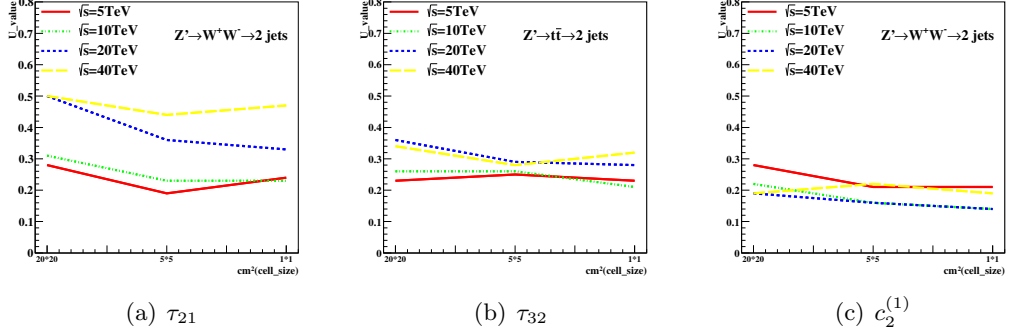 U_value
0.8
0.7
0.6
0.5
0.4
0.3
0.2
0.1
0
√s=5TeV
√s=10TeV
√s=20TeV
√s=40TeV
Z'→W⁺W⁻→2 jets
20*20
5*5
1*1
cm²(cell_size)
(a) τ₂₁
U_value
0.8
0.7
0.6
0.5
0.4
0.3
0.2
0.1
0
√s=5TeV
√s=10TeV
√s=20TeV
√s=40TeV
Z'→tt̄→2 jets
20*20
5*5
1*1
cm²(cell_size)
(b) τ₃₂
U_value
0.8
0.7
0.6
0.5
0.4
0.3
0.2
0.1
0
√s=5TeV
√s=10TeV
√s=20TeV
√s=40TeV
Z'→W⁺W⁻→2 jets
20*20
5*5
1*1
cm²(cell_size)
(c) c₂⁽¹⁾